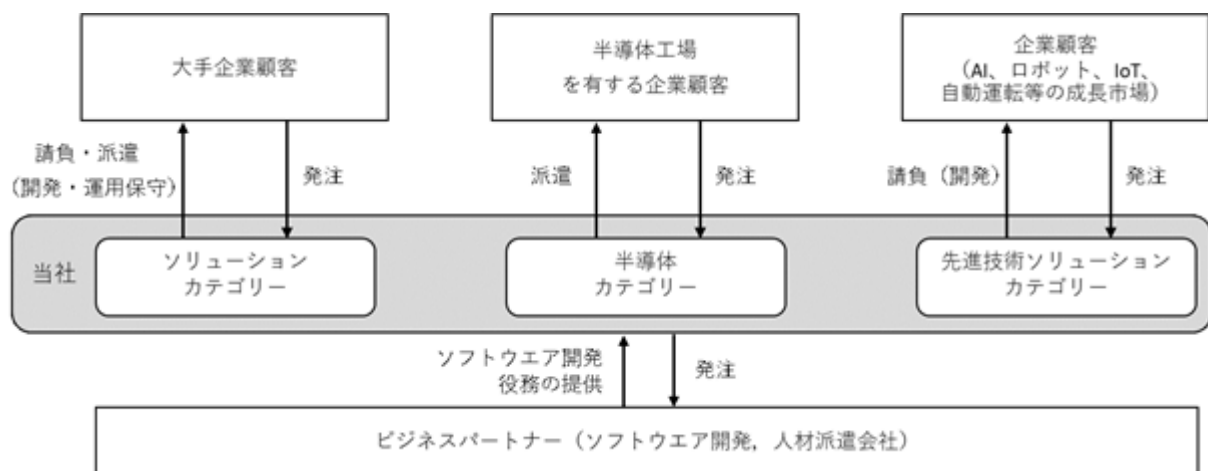 大手企業顧客
半導体工場
を有する企業顧客
企業顧客
（AI、ロボット、IoT、
自動運転等の成長市場）
請負・派遣
（開発・運用保守）
発注
派遣
発注
請負（開発）
発注
当社
ソリューション
カテゴリー
半導体
カテゴリー
先進技術ソリューション
カテゴリー
ソフトウエア開発
役務の提供
発注
ビジネスパートナー（ソフトウエア開発，人材派遣会社）